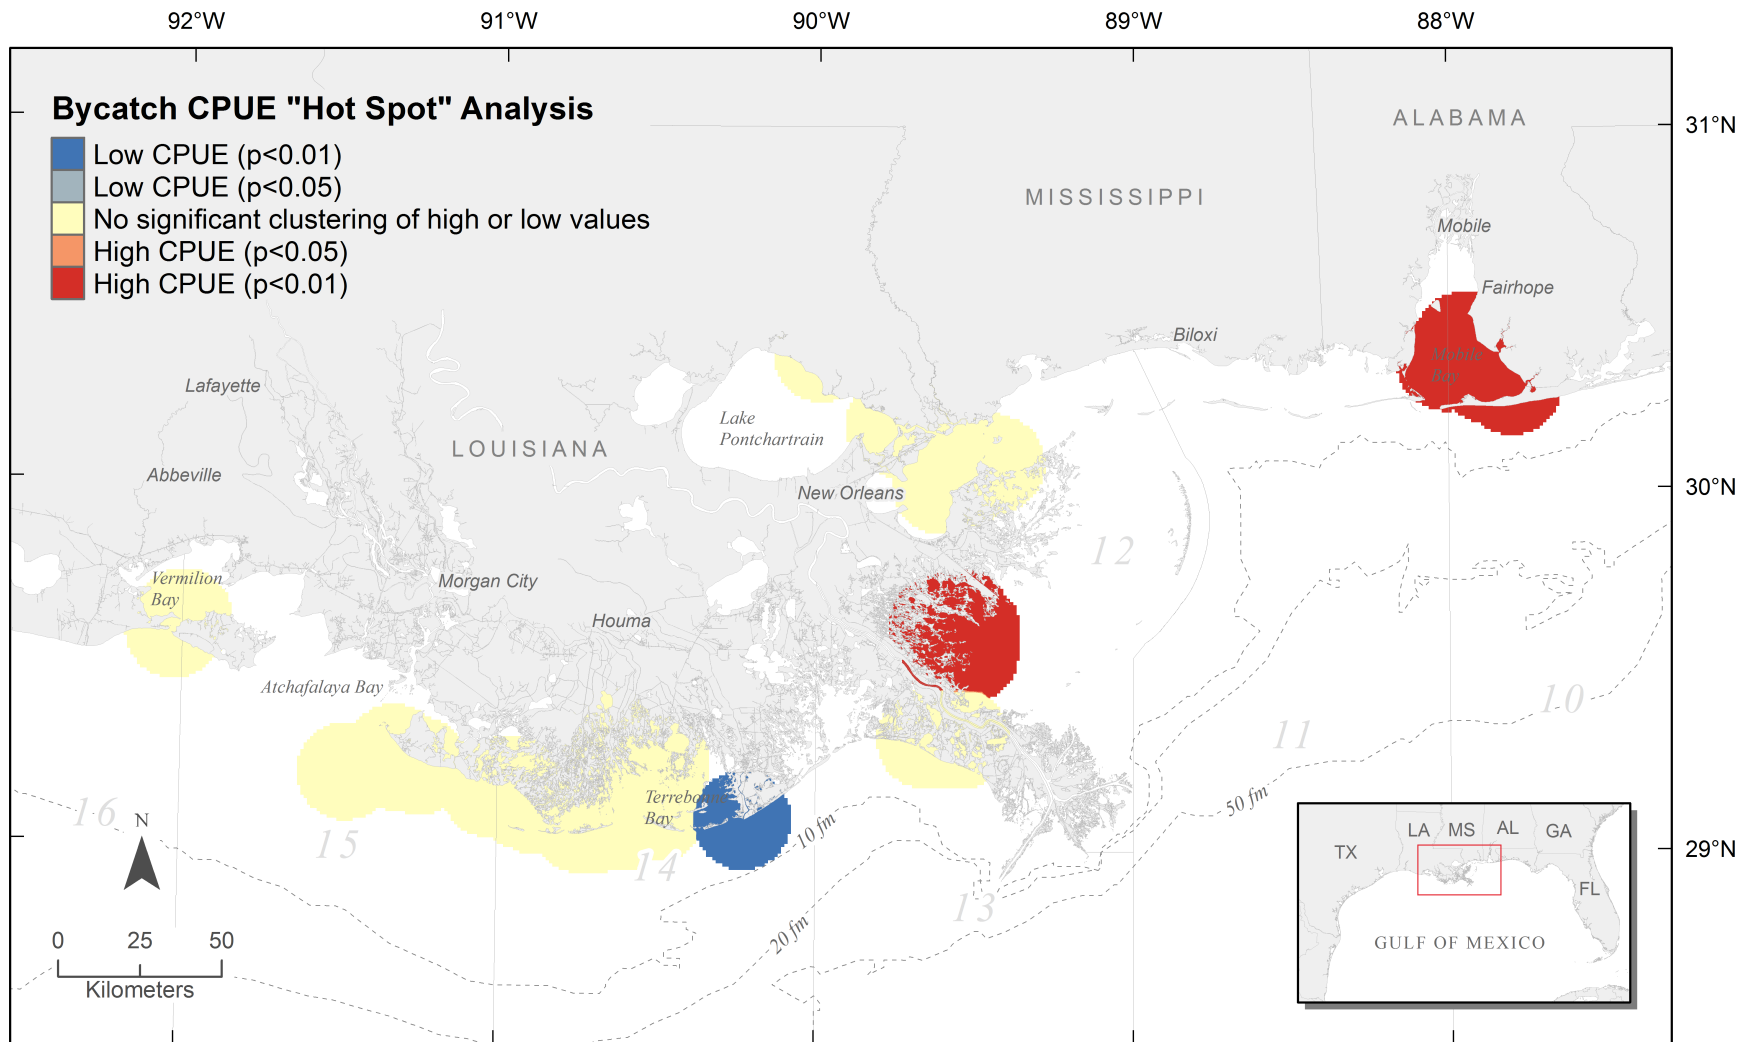 92°W
91°W
90°W
89°W
88°W
Bycatch CPUE "Hot Spot" Analysis
Low CPUE (p<0.01)
Low CPUE (p<0.05)
No significant clustering of high or low values
High CPUE (p<0.05)
High CPUE (p<0.01)
ALABAMA
31°N
MISSISSIPPI
Mobile
Fairhope
Biloxi
Mobile
Bay
Lafayette
Lake
Pontchartrain
LOUISIANA
Abbeville
New Orleans
30°N
12
Vermilion
Bay
Morgan City
Houma
Atchafalaya Bay
10
11
Terrebonne
Bay
50 fm
10 fm
16
15
14
13
20 fm
29°N
N
0 25 50
Kilometers
LA MS AL GA
TX
FL
GULF OF MEXICO